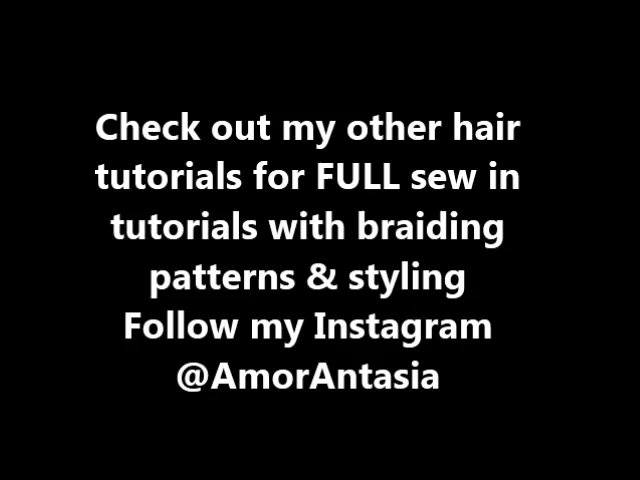 Check out my other hair
tutorials for FULL sew in
tutorials with braiding
patterns & styling
Follow my Instagram
@AmorAntasia